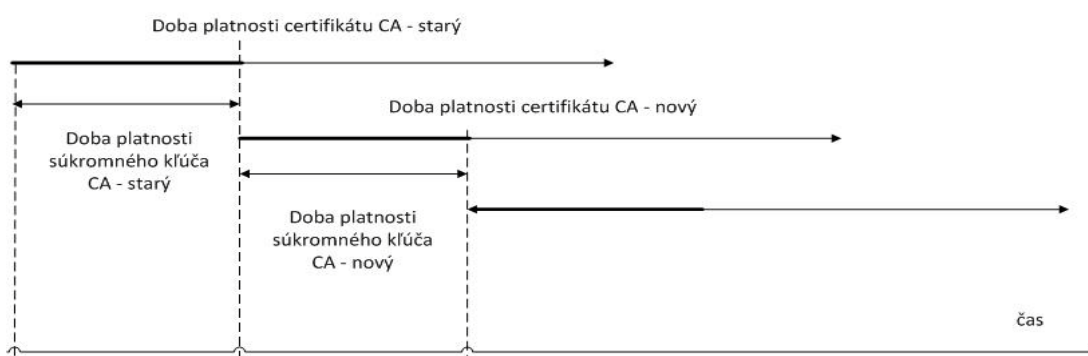 Doba platnosti certifikátu CA - starý
Doba platnosti certifikátu CA - nový
Doba platnosti
súkromného kľúča
CA - starý
Doba platnosti
súkromného kľúča
CA - nový
čas